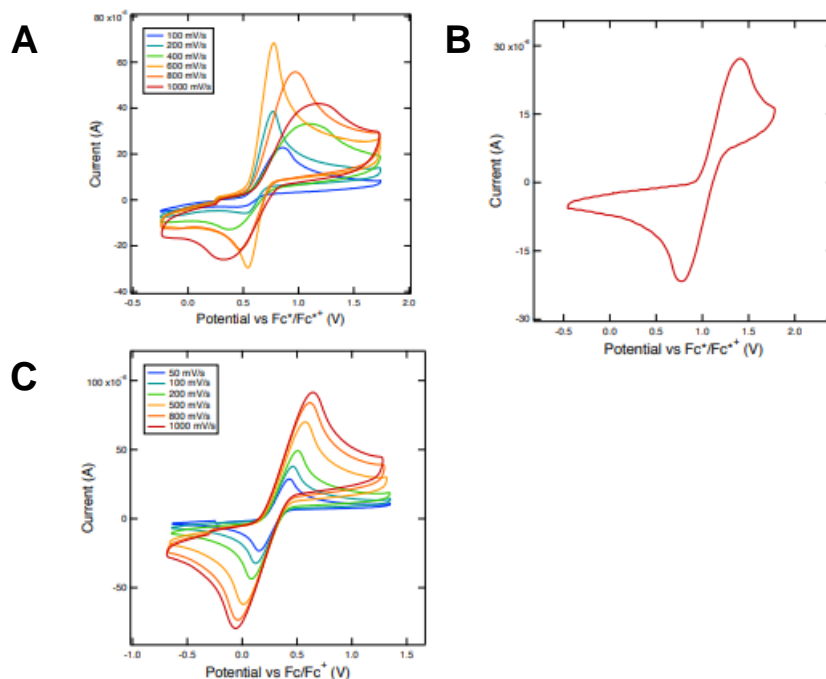 A
80 x10⁻⁶
100 mV/s
200 mV/s
400 mV/s
600 mV/s
800 mV/s
1000 mV/s
60
40
20
0
-20
-40
Current (A)
-0.5 0.0 0.5 1.0 1.5 2.0
Potential vs Fc*/Fc*⁺ (V)
B
30 x10⁻⁶
15
0
-15
-30
Current (A)
-0.5 0.0 0.5 1.0 1.5 2.0
Potential vs Fc*/Fc*⁺ (V)
C
100 x10⁻⁶
50 mV/s
100 mV/s
200 mV/s
500 mV/s
800 mV/s
1000 mV/s
50
0
-50
Current (A)
-1.0 -0.5 0.0 0.5 1.0 1.5
Potential vs Fc/Fc⁺ (V)